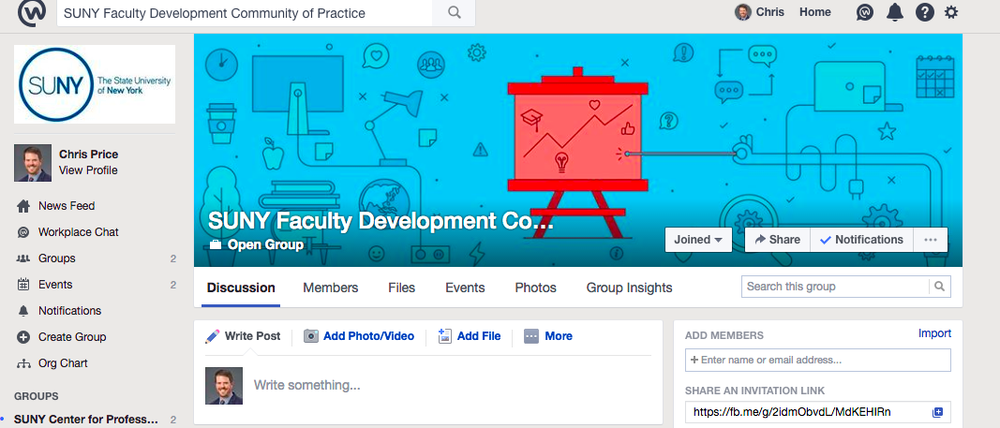 SUNY Faculty Development Community of Practice
Chris
Home
SUNY
The State University
of New York
Chris Price
View Profile
News Feed
Workplace Chat
Groups 2
Events 2
Notifications
Create Group
Org Chart
GROUPS
SUNY Center for Profess... 2
SUNY Faculty Development Co...
Open Group
Joined
Share
Notifications
Discussion
Members
Files
Events
Photos
Group Insights
Search this group
Write Post
Add Photo/Video
Add File
More
Write something...
ADD MEMBERS
Import
+ Enter name or email address...
SHARE AN INVITATION LINK
https://fb.me/g/2idmObvdL/MdKEHIRn